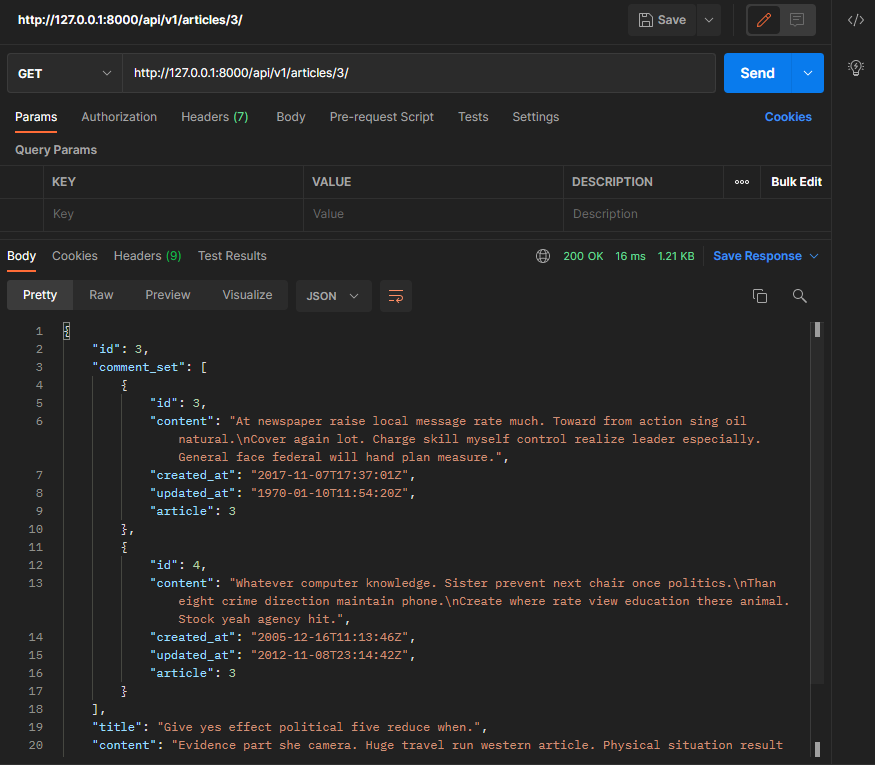 http://127.0.0.1:8000/api/v1/articles/3/
Save
GET
http://127.0.0.1:8000/api/v1/articles/3/
Send
Params Authorization Headers (7) Body Pre-request Script Tests Settings Cookies
Query Params
KEY VALUE DESCRIPTION ooo Bulk Edit
Key Value Description
Body Cookies Headers (9) Test Results 200 OK 16 ms 1.21 KB Save Response
Pretty Raw Preview Visualize JSON
1 {
2 "id": 3,
3 "comment_set": [
4 {
5 "id": 3,
6 "content": "At newspaper raise local message rate much. Toward from action sing oil
natural.\nCover again lot. Charge skill myself control realize leader especially.
General face federal will hand plan measure.",
7 "created_at": "2017-11-07T17:37:01Z",
8 "updated_at": "1970-01-10T11:54:20Z",
9 "article": 3
10 },
11 {
12 "id": 4,
13 "content": "Whatever computer knowledge. Sister prevent next chair once politics.\nThan
eight crime direction maintain phone.\nCreate where rate view education there animal.
Stock yeah agency hit.",
14 "created_at": "2005-12-16T11:13:46Z",
15 "updated_at": "2012-11-08T23:14:42Z",
16 "article": 3
17 }
18 ],
19 "title": "Give yes effect political five reduce when.",
20 "content": "Evidence part she camera. Huge travel run western article. Physical situation result